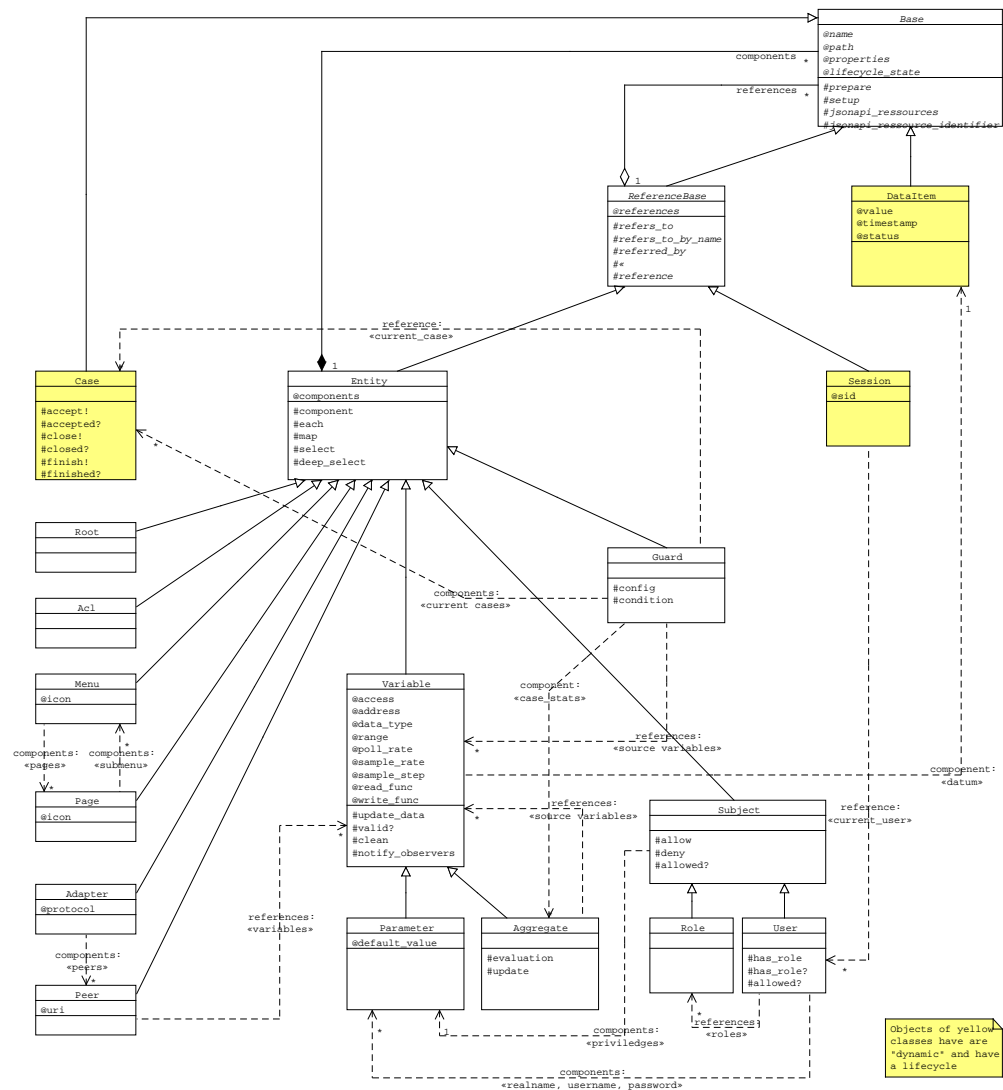 Base
@name
@path
@properties
@lifecycle_state
#prepare
#setup
#jsonapi_ressources
#jsonapi_ressource_identifier
components
*
references
*
1
ReferenceBase
@references
#refers_to
#refers_to_by_name
#referred_by
#«
#reference
DataItem
@value
@timestamp
@status
1
reference:
«current_case»
1
Case
#accept!
#accepted?
#close!
#closed?
#finish!
#finished?
*
Entity
@components
#component
#each
#map
#select
#deep_select
Session
@sid
Root
Acl
Guard
#config
#condition
components:
«current cases»
Menu
@icon
components:
«pages»
*
components:
«submenu»
*
Page
@icon
Variable
@access
@address
@data_type
@range
@poll_rate
@sample_rate
@sample_step
@read_func
@write_func
#update_data
#valid?
#clean
#notify_observers
component:
«case_stats»
references:
«source variables»
*
compoenent:
«datum»
references:
«source variables»
*
Subject
#allow
#deny
#allowed?
reference:
«current_user»
*
Adapter
@protocol
components:
«peers»
*
Peer
@uri
references:
«variables»
*
Parameter
@default_value
Aggregate
#evaluation
#update
Role
User
#has_role
#has_role?
#allowed?
*
references:
«roles»
*
1
components:
«priviledges»
components:
«realname, username, password»
Objects of yellow
classes have are
"dynamic" and have
a lifecycle